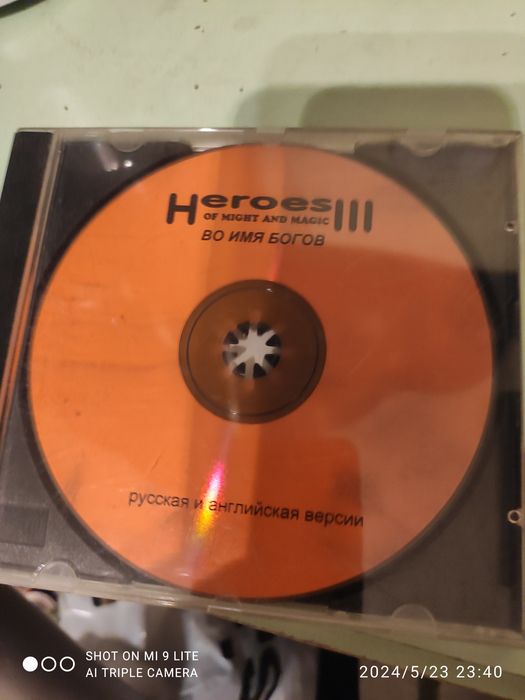 Heroes III
OF MIGHT AND MAGIC
ВО ИМЯ БОГОВ
русская и английская версии
SHOT ON MI 9 LITE
AI TRIPLE CAMERA
2024/5/23 23:40